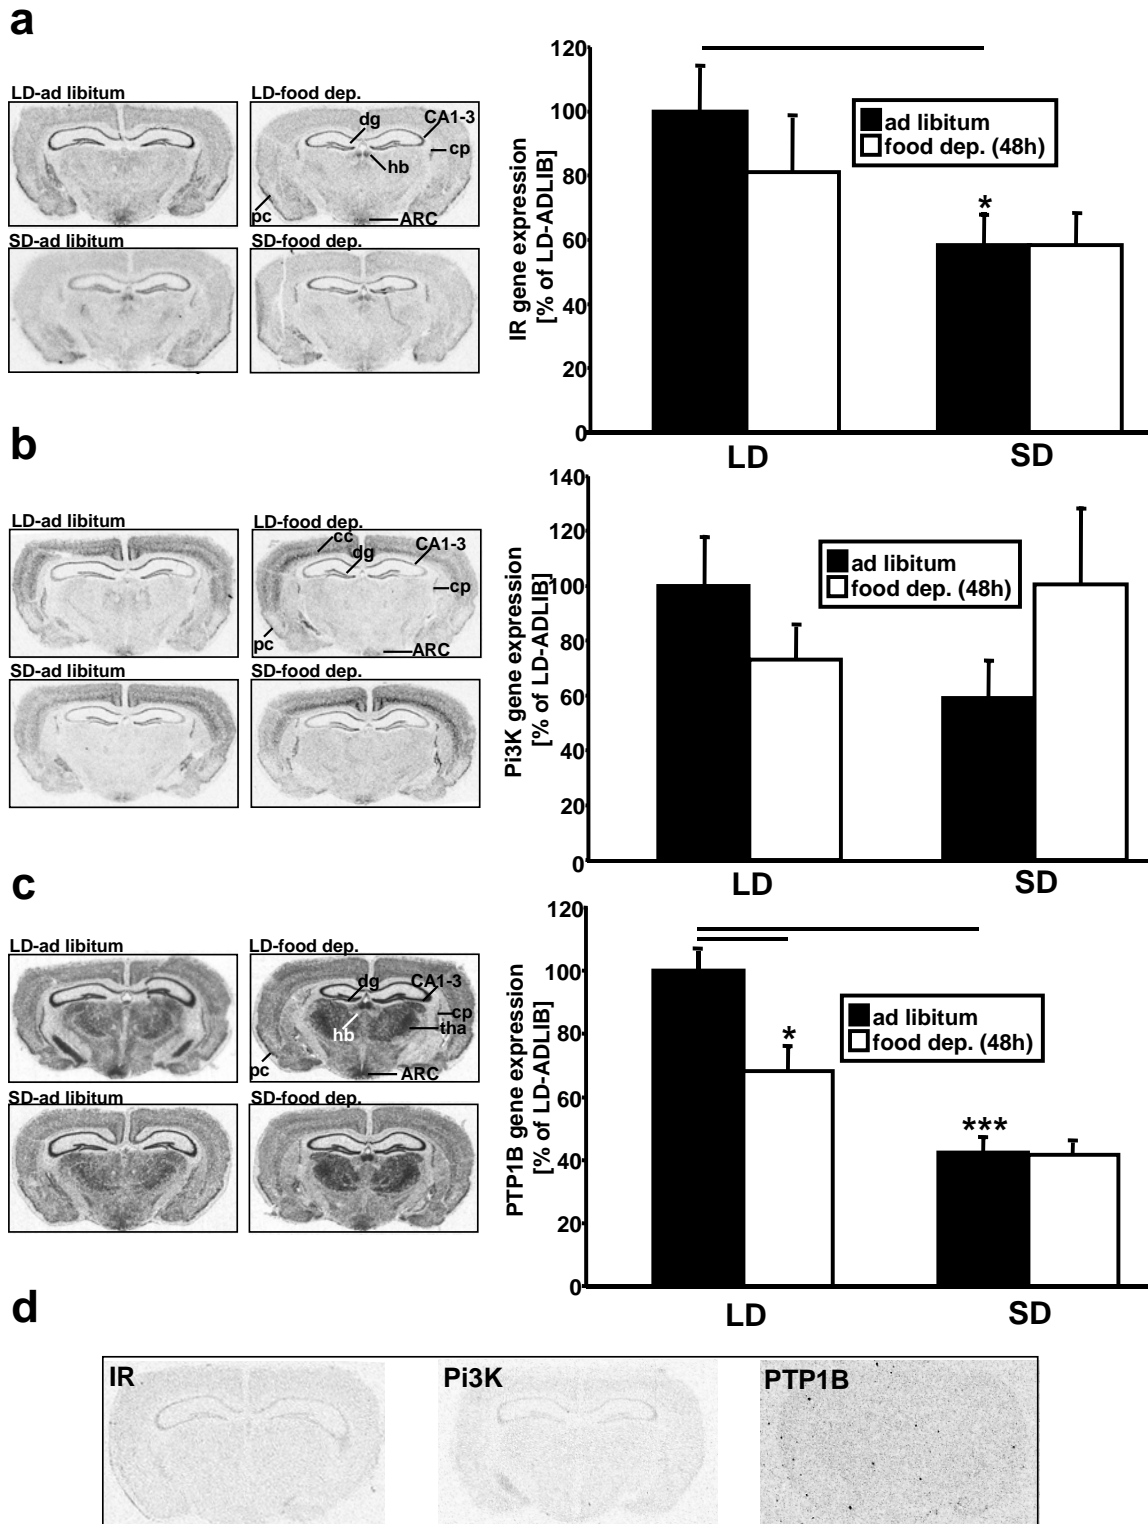 a
LD-ad libitum
LD-food dep.
dg
CA1-3
cp
hb
pc
ARC
SD-ad libitum
SD-food dep.
IR gene expression
[% of LD-ADLIB]
120
100
80
60
40
20
0
ad libitum
food dep. (48h)
*
LD
SD
b
LD-ad libitum
LD-food dep.
cc
dg
CA1-3
cp
pc
ARC
SD-ad libitum
SD-food dep.
Pi3K gene expression
[% of LD-ADLIB]
140
120
100
80
60
40
20
0
ad libitum
food dep. (48h)
LD
SD
c
LD-ad libitum
LD-food dep.
dg
CA1-3
cp
tha
hb
pc
ARC
SD-ad libitum
SD-food dep.
PTP1B gene expression
[% of LD-ADLIB]
120
100
80
60
40
20
0
ad libitum
food dep. (48h)
*
***
LD
SD
d
IR
Pi3K
PTP1B